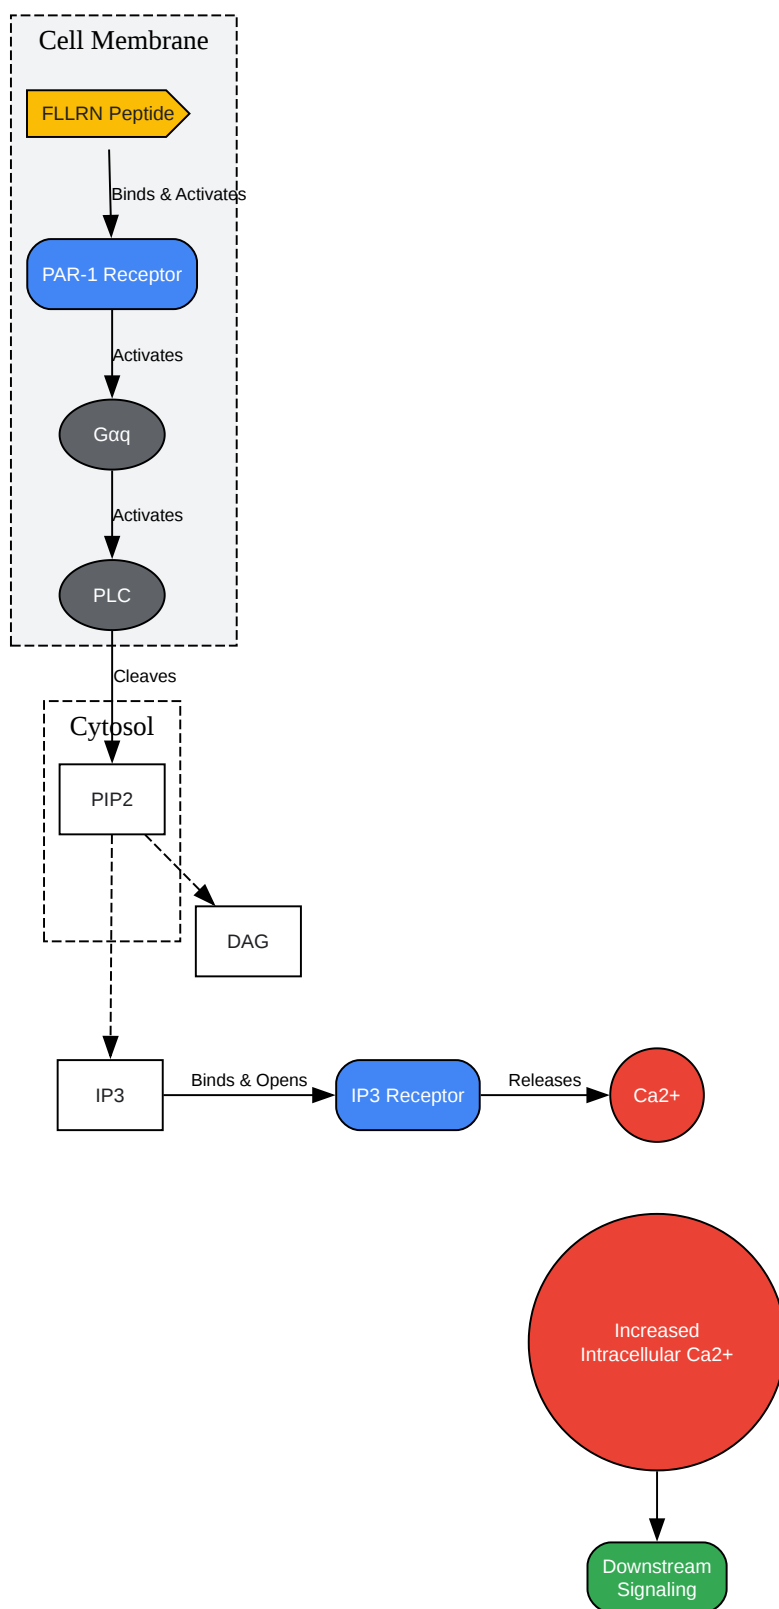 Cell Membrane
FLLRN Peptide
Binds & Activates
PAR-1 Receptor
Activates
Gαq
Activates
PLC
Cleaves
Cytosol
PIP2
DAG
IP3
Binds & Opens
IP3 Receptor
Releases
Ca2+
Increased
Intracellular Ca2+
Downstream
Signaling